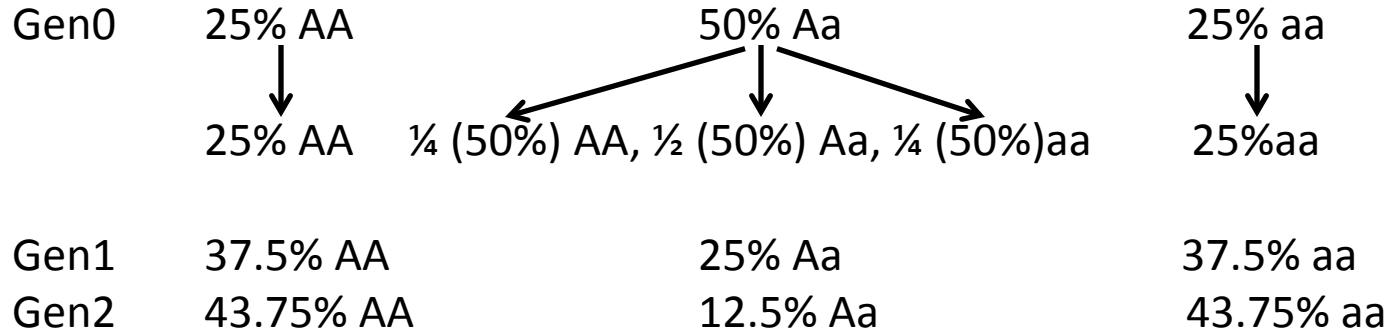 Gen0 25% AA 50% Aa 25% aa
25% AA ¼ (50%) AA, ½ (50%) Aa, ¼ (50%)aa 25%aa
Gen1 37.5% AA 25% Aa 37.5% aa
Gen2 43.75% AA 12.5% Aa 43.75% aa